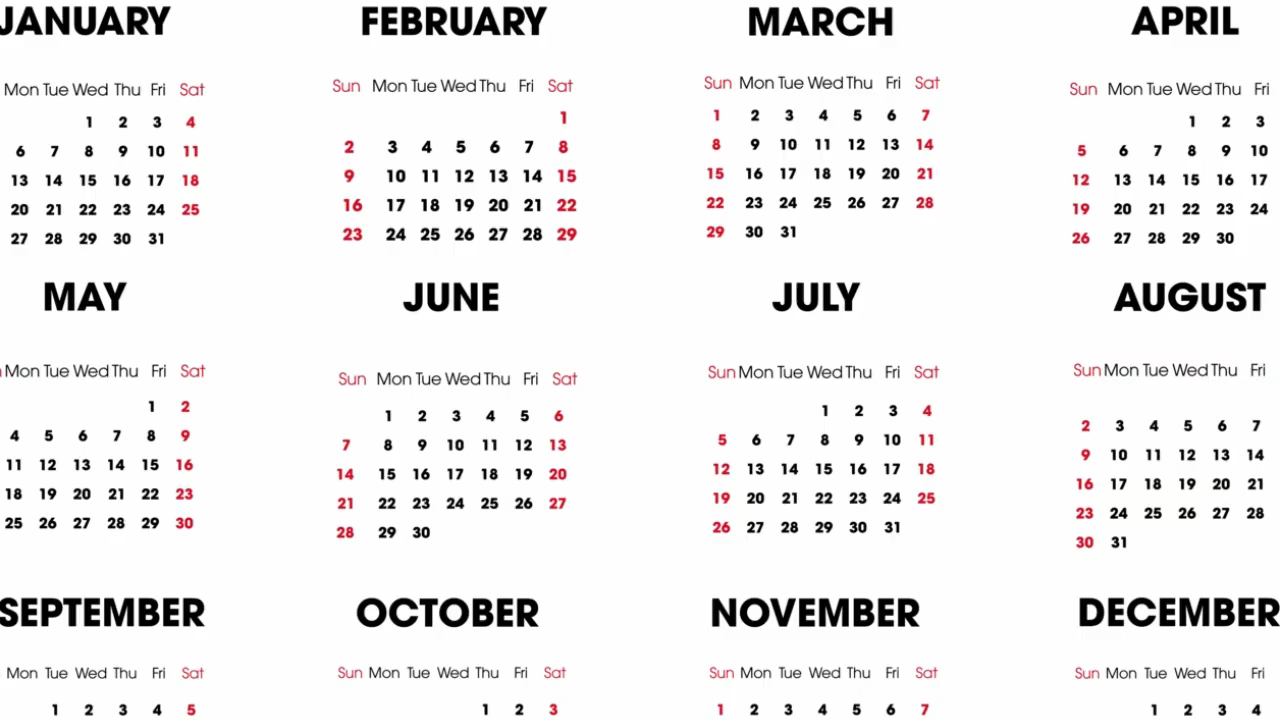 JANUARY FEBRUARY MARCH APRIL
Mon Tue Wed Thu Fri Sat
1 2 3 4
6 7 8 9 10 11
13 14 15 16 17 18
20 21 22 23 24 25
27 28 29 30 31
Sun Mon Tue Wed Thu Fri Sat
1
2 3 4 5 6 7 8
9 10 11 12 13 14 15
16 17 18 19 20 21 22
23 24 25 26 27 28 29
Sun Mon Tue Wed Thu Fri Sat
1 2 3 4 5 6 7
8 9 10 11 12 13 14
15 16 17 18 19 20 21
22 23 24 25 26 27 28
29 30 31
Sun Mon Tue Wed Thu Fri
1 2 3
5 6 7 8 9 10
12 13 14 15 16 17
19 20 21 22 23 24
26 27 28 29 30
MAY JUNE JULY AUGUST
Mon Tue Wed Thu Fri Sat
1 2
4 5 6 7 8 9
11 12 13 14 15 16
18 19 20 21 22 23
25 26 27 28 29 30
Sun Mon Tue Wed Thu Fri Sat
1 2 3 4 5 6
7 8 9 10 11 12 13
14 15 16 17 18 19 20
21 22 23 24 25 26 27
28 29 30
Sun Mon Tue Wed Thu Fri Sat
1 2 3 4
5 6 7 8 9 10 11
12 13 14 15 16 17 18
19 20 21 22 23 24 25
26 27 28 29 30 31
Sun Mon Tue Wed Thu Fri
2 3 4 5 6 7
9 10 11 12 13 14
16 17 18 19 20 21
23 24 25 26 27 28
30 31
SEPTEMBER OCTOBER NOVEMBER DECEMBER
Mon Tue Wed Thu Fri Sat
1 2 3 4 5
Sun Mon Tue Wed Thu Fri Sat
1 2 3
Sun Mon Tue Wed Thu Fri Sat
1 2 3 4 5 6 7
Sun Mon Tue Wed Thu Fri
1 2 3 4